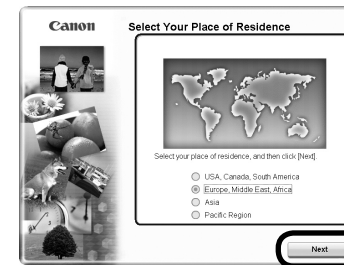 Canon
Select Your Place of Residence
Select your place of residence, and then click [Next].
USA, Canada, South America
Europe, Middle East, Africa
Asia
Pacific Region
Next